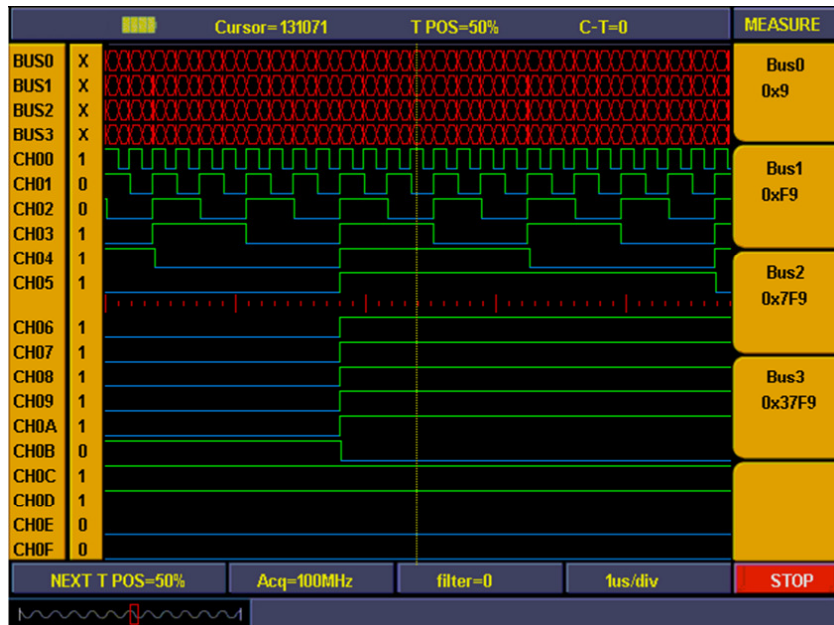 Cursor=131071 T POS=50% C-T=0 MEASURE
BUS0 X
BUS1 X
BUS2 X
BUS3 X
CH00 1
CH01 0
CH02 0
CH03 1
CH04 1
CH05 1
CH06 1
CH07 1
CH08 1
CH09 1
CH0A 1
CH0B 0
CH0C 1
CH0D 1
CH0E 0
CH0F 0
Bus0
0x9
Bus1
0xF9
Bus2
0x7F9
Bus3
0x37F9
NEXT T POS=50% Acq=100MHz filter=0 1us/div STOP